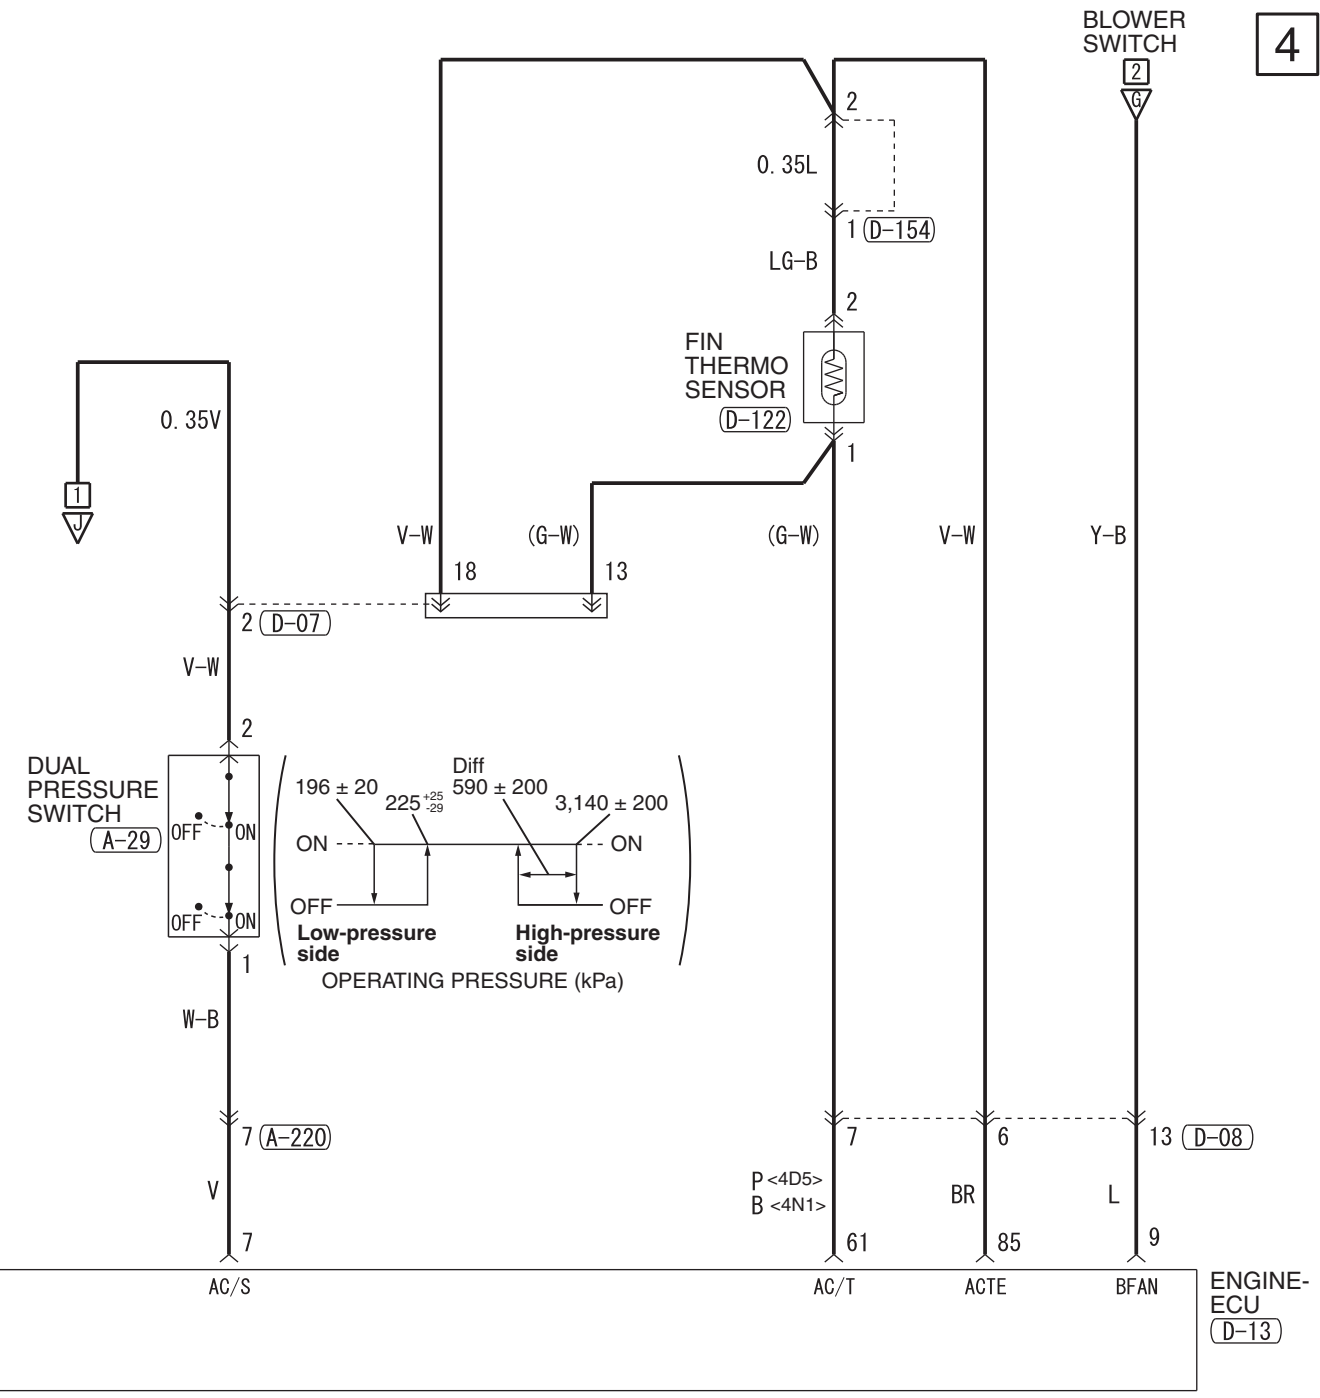 BLOWER
SWITCH
4
2
G
2
0.35L
1 (D-154)
LG-B
2
FIN
THERMO
SENSOR
D-122
1
0.35V
1
J
V-W
(G-W)
(G-W)
V-W
Y-B
18
13
2 D-07
V-W
2
DUAL
PRESSURE
SWITCH
A-29
OFF ON
OFF ON
1
Diff
196 ± 20
225 +25 -29
590 ± 200
3,140 ± 200
ON
ON
OFF
OFF
Low-pressure
side
High-pressure
side
OPERATING PRESSURE (kPa)
W-B
7 A-220
7
6
13 D-08
V
P <4D5>
B <4N1>
BR
L
7
61
85
9
AC/S
AC/T
ACTE
BFAN
ENGINE-
ECU
D-13